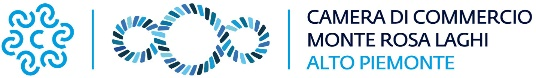 CAMERA DI COMMERCIO
MONTE ROSA LAGHI
ALTO PIEMONTE